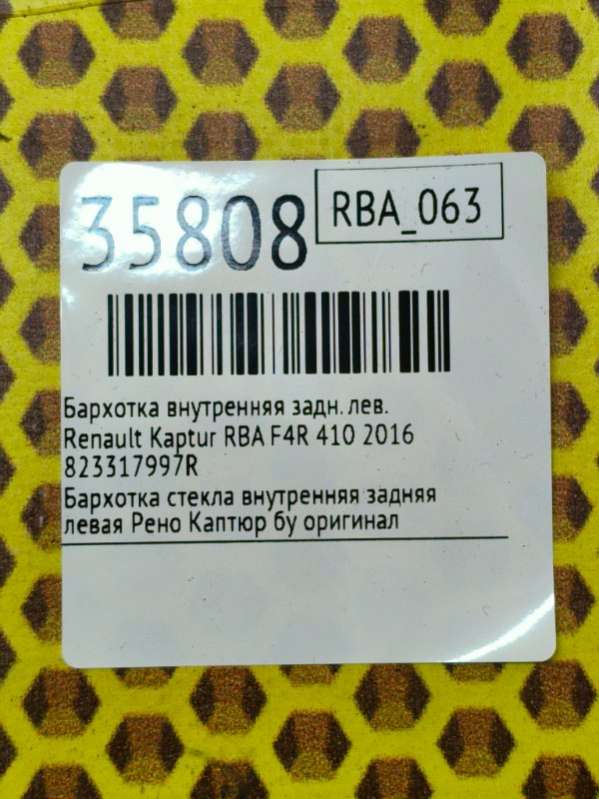 35808
RBA_063
Бархотка внутренняя задн. лев.
Renault Kaptur RBA F4R 410 2016
823317997R
Бархотка стекла внутренняя задняя
левая Рено Каптюр бу оригинал